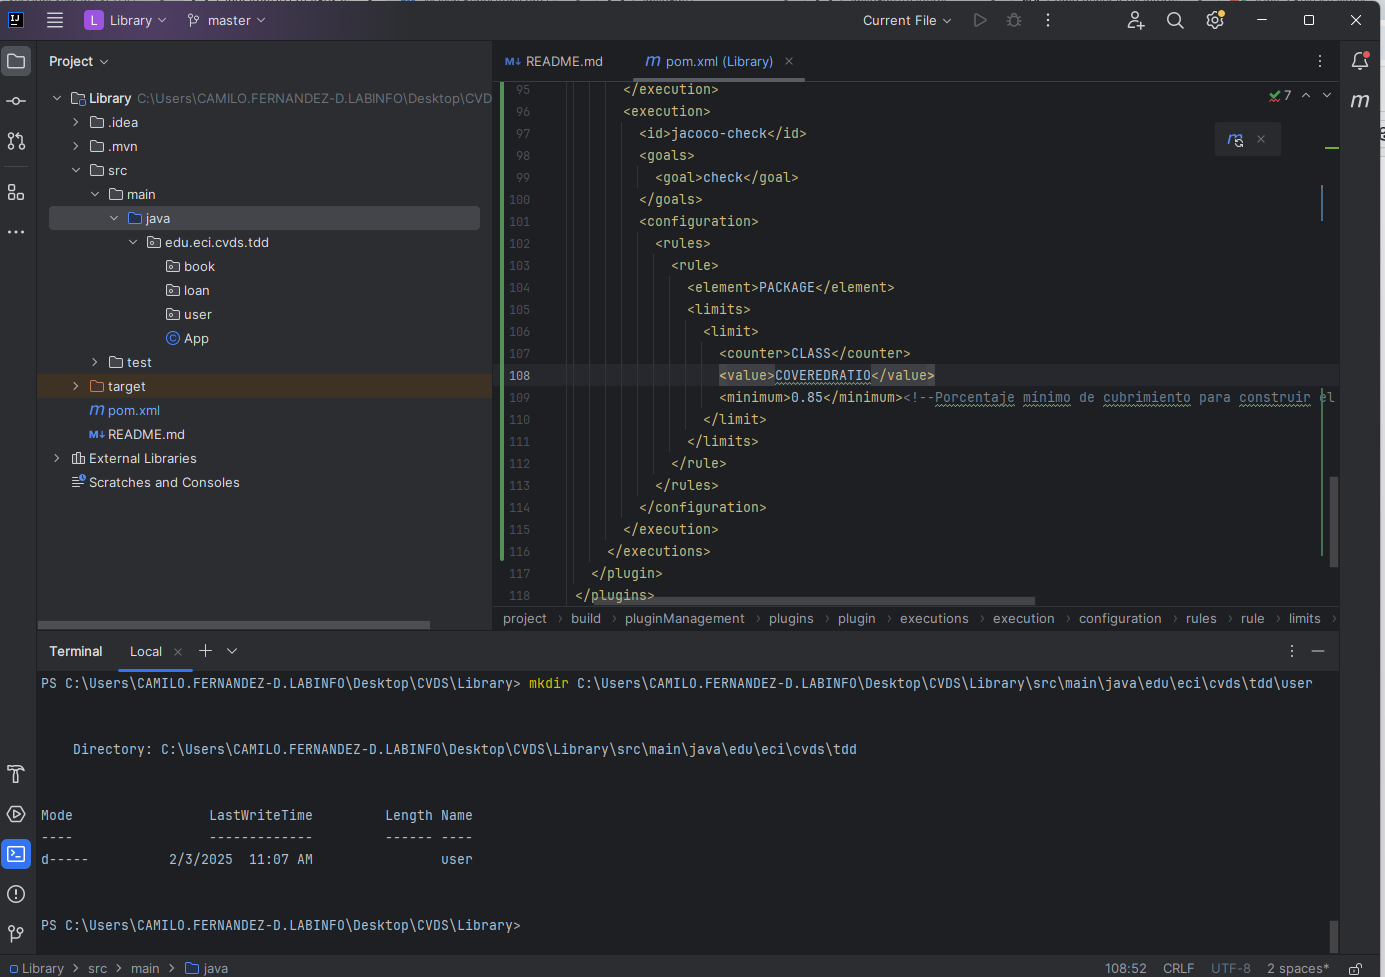 L Library master Current File
Project
README.md
pom.xml (Library)
Library C:\Users\CAMILO.FERNANDEZ-D.LABINFO\Desktop\CVD
.idea
.mvn
src
main
java
edu.eci.cvds.tdd
book
loan
user
App
test
target
pom.xml
README.md
External Libraries
Scratches and Consoles
7
95 </execution>
96 <execution>
97 <id>jacoco-check</id>
98 <goals>
99 <goal>check</goal>
100 </goals>
101 <configuration>
102 <rules>
103 <rule>
104 <element>PACKAGE</element>
105 <limits>
106 <limit>
107 <counter>CLASS</counter>
108 <value>COVEREDRATIO</value>
109 <minimum>0.85</minimum><!--Porcentaje mínimo de cubrimiento para construir el
110 </limit>
111 </limits>
112 </rule>
113 </rules>
114 </configuration>
115 </execution>
116 </executions>
117 </plugin>
118 </plugins>
project build pluginManagement plugins plugin executions execution configuration rules rule limits
Terminal Local
PS C:\Users\CAMILO.FERNANDEZ-D.LABINFO\Desktop\CVDS\Library> mkdir C:\Users\CAMILO.FERNANDEZ-D.LABINFO\Desktop\CVDS\Library\src\main\java\edu\eci\cvds\tdd\user
Directory: C:\Users\CAMILO.FERNANDEZ-D.LABINFO\Desktop\CVDS\Library\src\main\java\edu\eci\cvds\tdd
Mode LastWriteTime Length Name
---- ------------- ------ ----
d----- 2/3/2025 11:07 AM user
PS C:\Users\CAMILO.FERNANDEZ-D.LABINFO\Desktop\CVDS\Library>
Library > src > main > java 108:52 CRLF UTF-8 2 spaces*